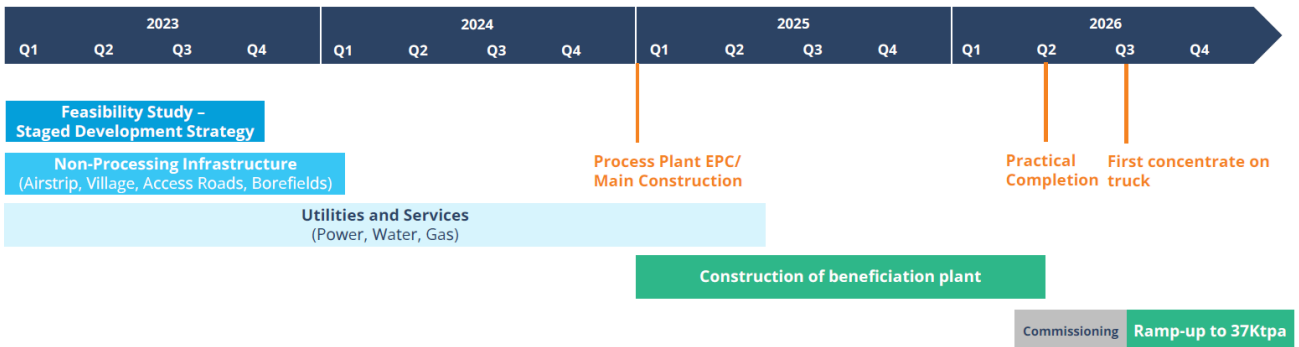 2023
2024
2025
2026
Q1 Q2 Q3 Q4 Q1 Q2 Q3 Q4 Q1 Q2 Q3 Q4 Q1 Q2 Q3 Q4
Feasibility Study –
Staged Development Strategy
Non-Processing Infrastructure
(Airstrip, Village, Access Roads, Borefields)
Process Plant EPC/
Main Construction
Practical
Completion
First concentrate on
truck
Utilities and Services
(Power, Water, Gas)
Construction of beneficiation plant
Commissioning
Ramp-up to 37Ktpa